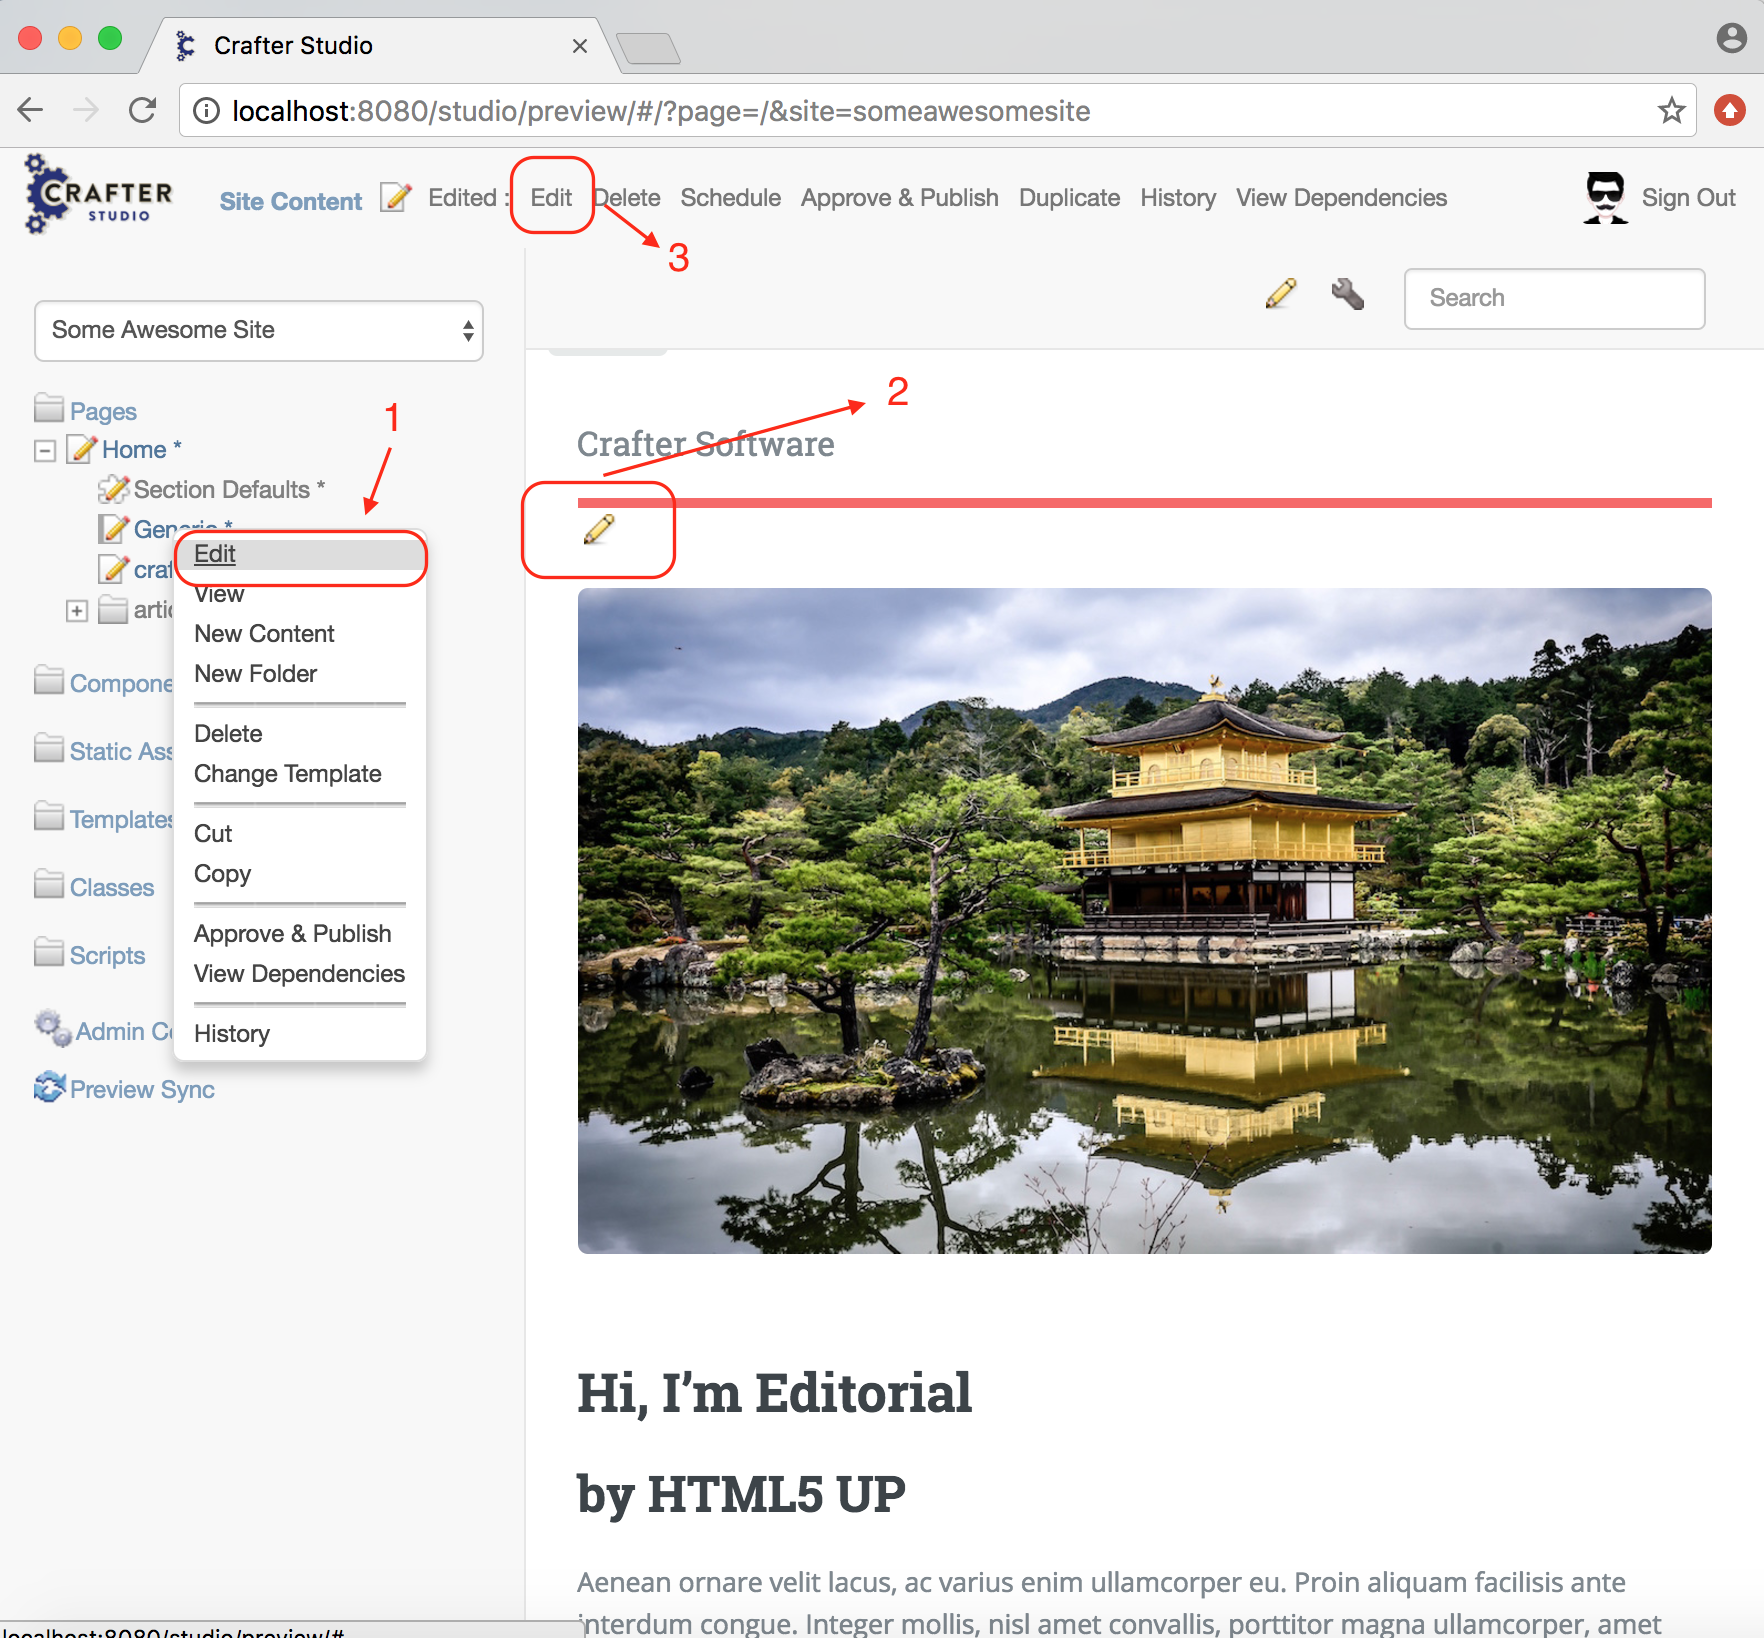 Crafter Studio
localhost:8080/studio/preview/#/?page=/&site=someawesomesite
CRAFTER
STUDIO
Site Content
Edited :
Edit
Delete
Schedule
Approve & Publish
Duplicate
History
View Dependencies
Sign Out
3
Search
Some Awesome Site
Pages
Home *
Section Defaults *
Generic *
craf
artic
Compone
Static Ass
Templates
Classes
Scripts
Admin Co
Preview Sync
1
Edit
View
New Content
New Folder
Delete
Change Template
Cut
Copy
Approve & Publish
View Dependencies
History
2
Crafter Software
Hi, I'm Editorial
by HTML5 UP
Aenean ornare velit lacus, ac varius enim ullamcorper eu. Proin aliquam facilisis ante
interdum congue. Integer mollis, nisl amet convallis, porttitor magna ullamcorper, amet
localhost:8080/studio/preview/#